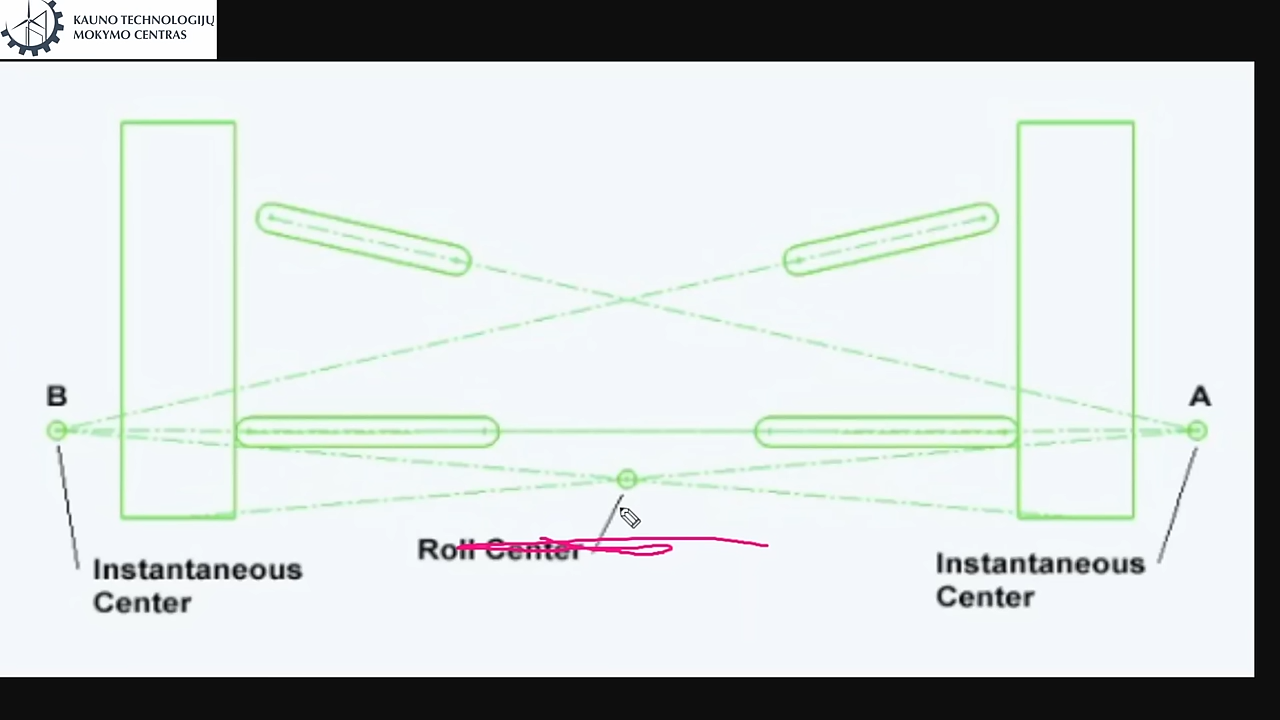 KAUNO TECHNOLOGIJŲ
MOKYMO CENTRAS
B
A
Roll Center
Instantaneous
Center
Instantaneous
Center